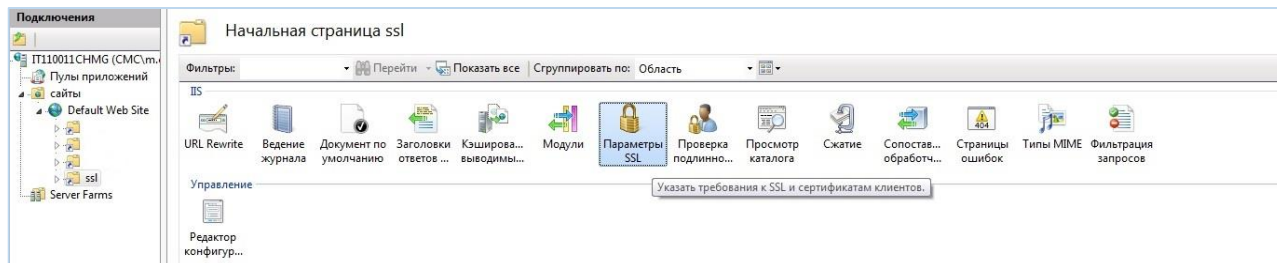 Подключения
IT110011CHMG (CMC\m.
Пулы приложений
сайты
Default Web Site
ssl
Server Farms
Начальная страница ssl
Фильтры: Перейти Показать все Сгруппировать по: Область
IIS
URL Rewrite
Ведение журнала
Документ по умолчанию
Заголовки ответов ...
Кэширова... выводимы...
Модули
Параметры SSL
Проверка подлинно...
Просмотр каталога
Сжатие
Сопостав... обработч...
Страницы ошибок
404
Типы MIME
Фильтрация запросов
Указать требования к SSL и сертификатам клиентов.
Управление
Редактор конфигур...